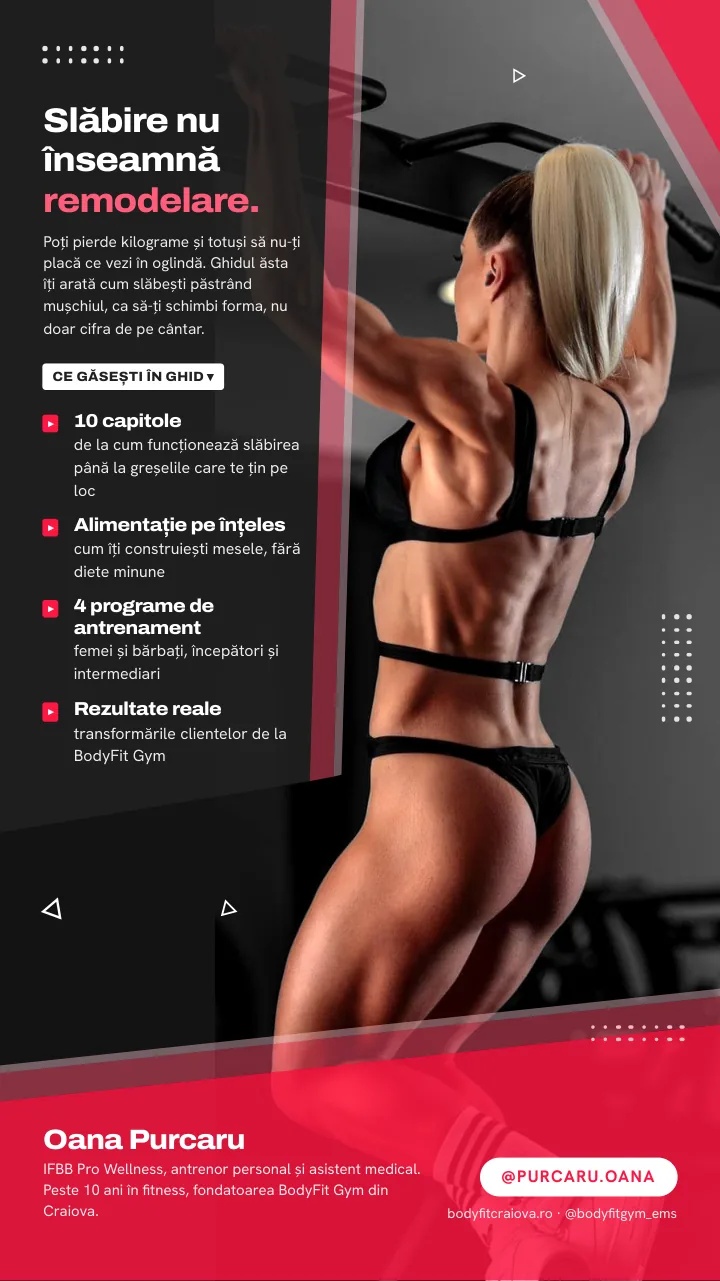 Slăbire nu
înseamnă
remodelare.
Poți pierde kilograme și totuși să nu-ți
placă ce vezi în oglindă. Ghidul ăsta
îți arată cum slăbești păstrând
mușchiul, ca să-ți schimbi forma, nu
doar cifra de pe cântar.
CE GĂSEȘTI ÎN GHID ▼
10 capitole
de la cum funcționează slăbirea
până la greșelile care te țin pe
loc
Alimentație pe înțeles
cum îți construiești mesele, fără
diete minune
4 programe de
antrenament
femei și bărbați, începători și
intermediari
Rezultate reale
transformările clientelor de la
BodyFit Gym
Oana Purcaru
IFBB Pro Wellness, antrenor personal și asistent medical.
Peste 10 ani în fitness, fondatoarea BodyFit Gym din
Craiova.
@PURCARU.OANA
bodyfitcraiova.ro · @bodyfitgym_ems